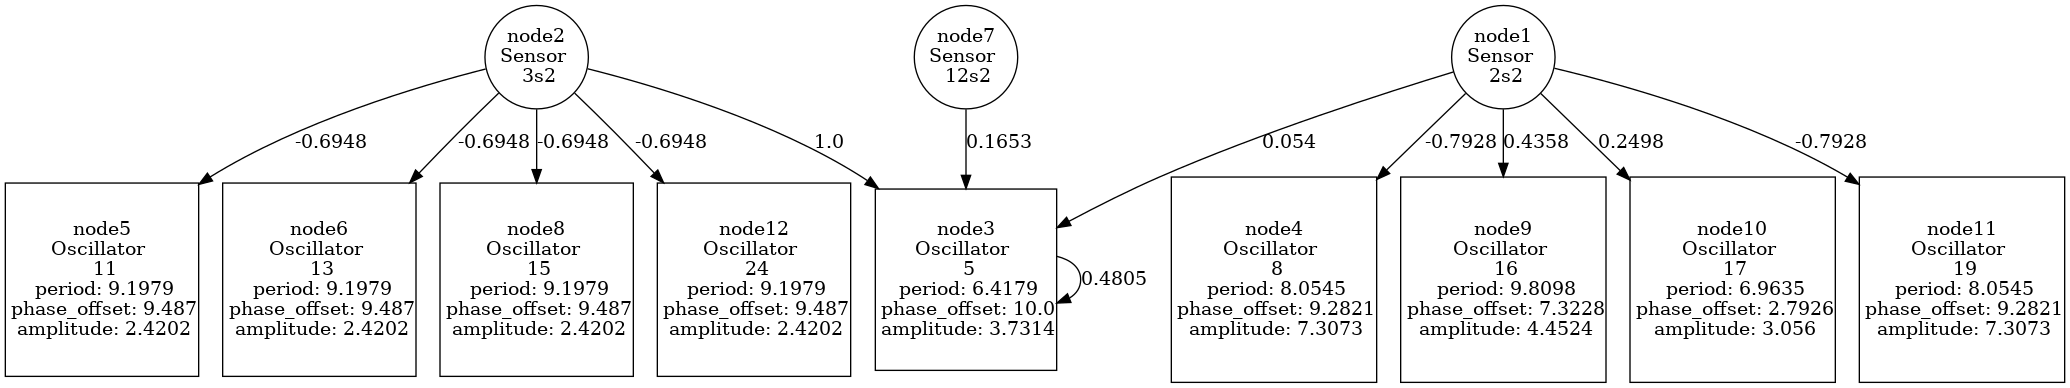 node2
Sensor
3s2
node7
Sensor
12s2
node1
Sensor
2s2
-0.6948
-0.6948
-0.6948
-0.6948
1.0
0.1653
0.054
-0.7928
0.4358
0.2498
-0.7928
node5
Oscillator
11
period: 9.1979
phase_offset: 9.487
amplitude: 2.4202
node6
Oscillator
13
period: 9.1979
phase_offset: 9.487
amplitude: 2.4202
node8
Oscillator
15
period: 9.1979
phase_offset: 9.487
amplitude: 2.4202
node12
Oscillator
24
period: 9.1979
phase_offset: 9.487
amplitude: 2.4202
node3
Oscillator
5
period: 6.4179
phase_offset: 10.0
amplitude: 3.7314
0.4805
node4
Oscillator
8
period: 8.0545
phase_offset: 9.2821
amplitude: 7.3073
node9
Oscillator
16
period: 9.8098
phase_offset: 7.3228
amplitude: 4.4524
node10
Oscillator
17
period: 6.9635
phase_offset: 2.7926
amplitude: 3.056
node11
Oscillator
19
period: 8.0545
phase_offset: 9.2821
amplitude: 7.3073